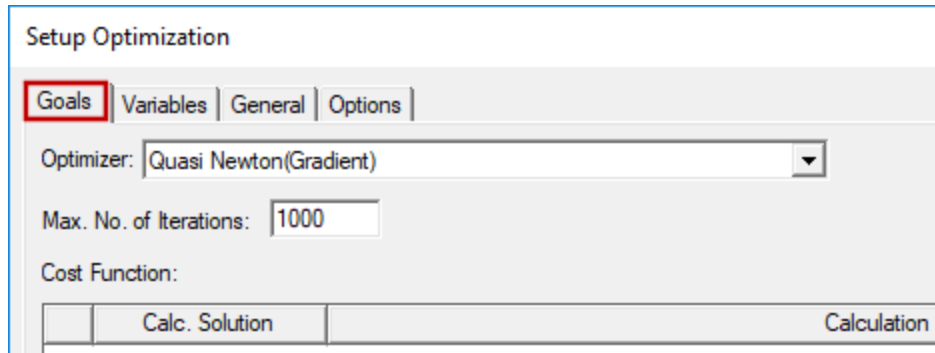 Setup Optimization
Goals Variables General Options
Optimizer: Quasi Newton(Gradient)
Max. No. of Iterations: 1000
Cost Function:
Calc. Solution Calculation